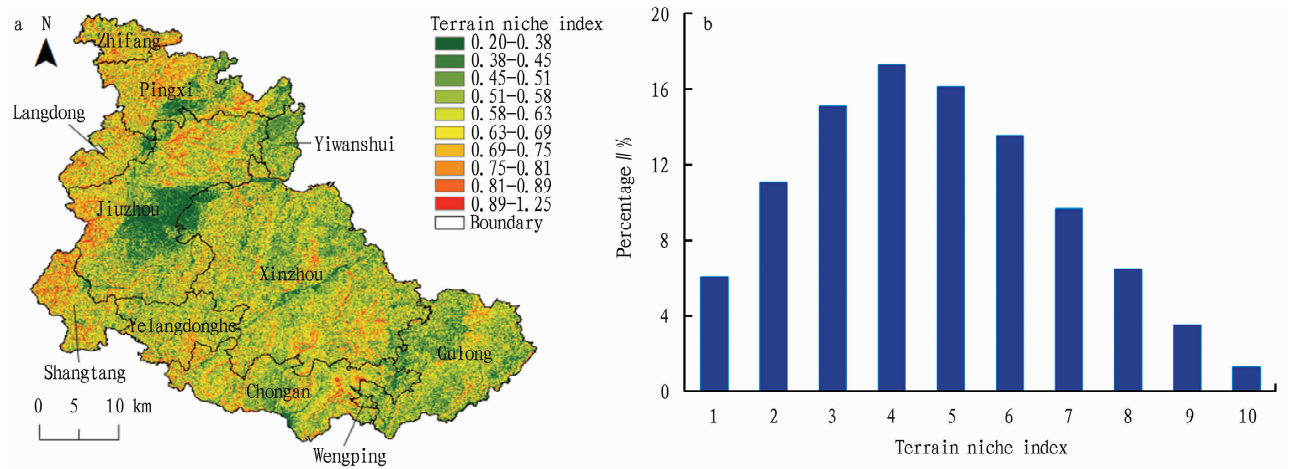 a
N
Zhifang
Pingxi
Langdong
Yiwanshui
Jiuzhou
Xinzhou
Yelangdonghe
Shangtang
Chongan
Gulong
Wengping
0 5 10 km
Terrain niche index
0.20-0.38
0.38-0.45
0.45-0.51
0.51-0.58
0.58-0.63
0.63-0.69
0.69-0.75
0.75-0.81
0.81-0.89
0.89-1.25
Boundary
b
Percentage∥%
20
16
12
8
4
0
1 2 3 4 5 6 7 8 9 10
Terrain niche index